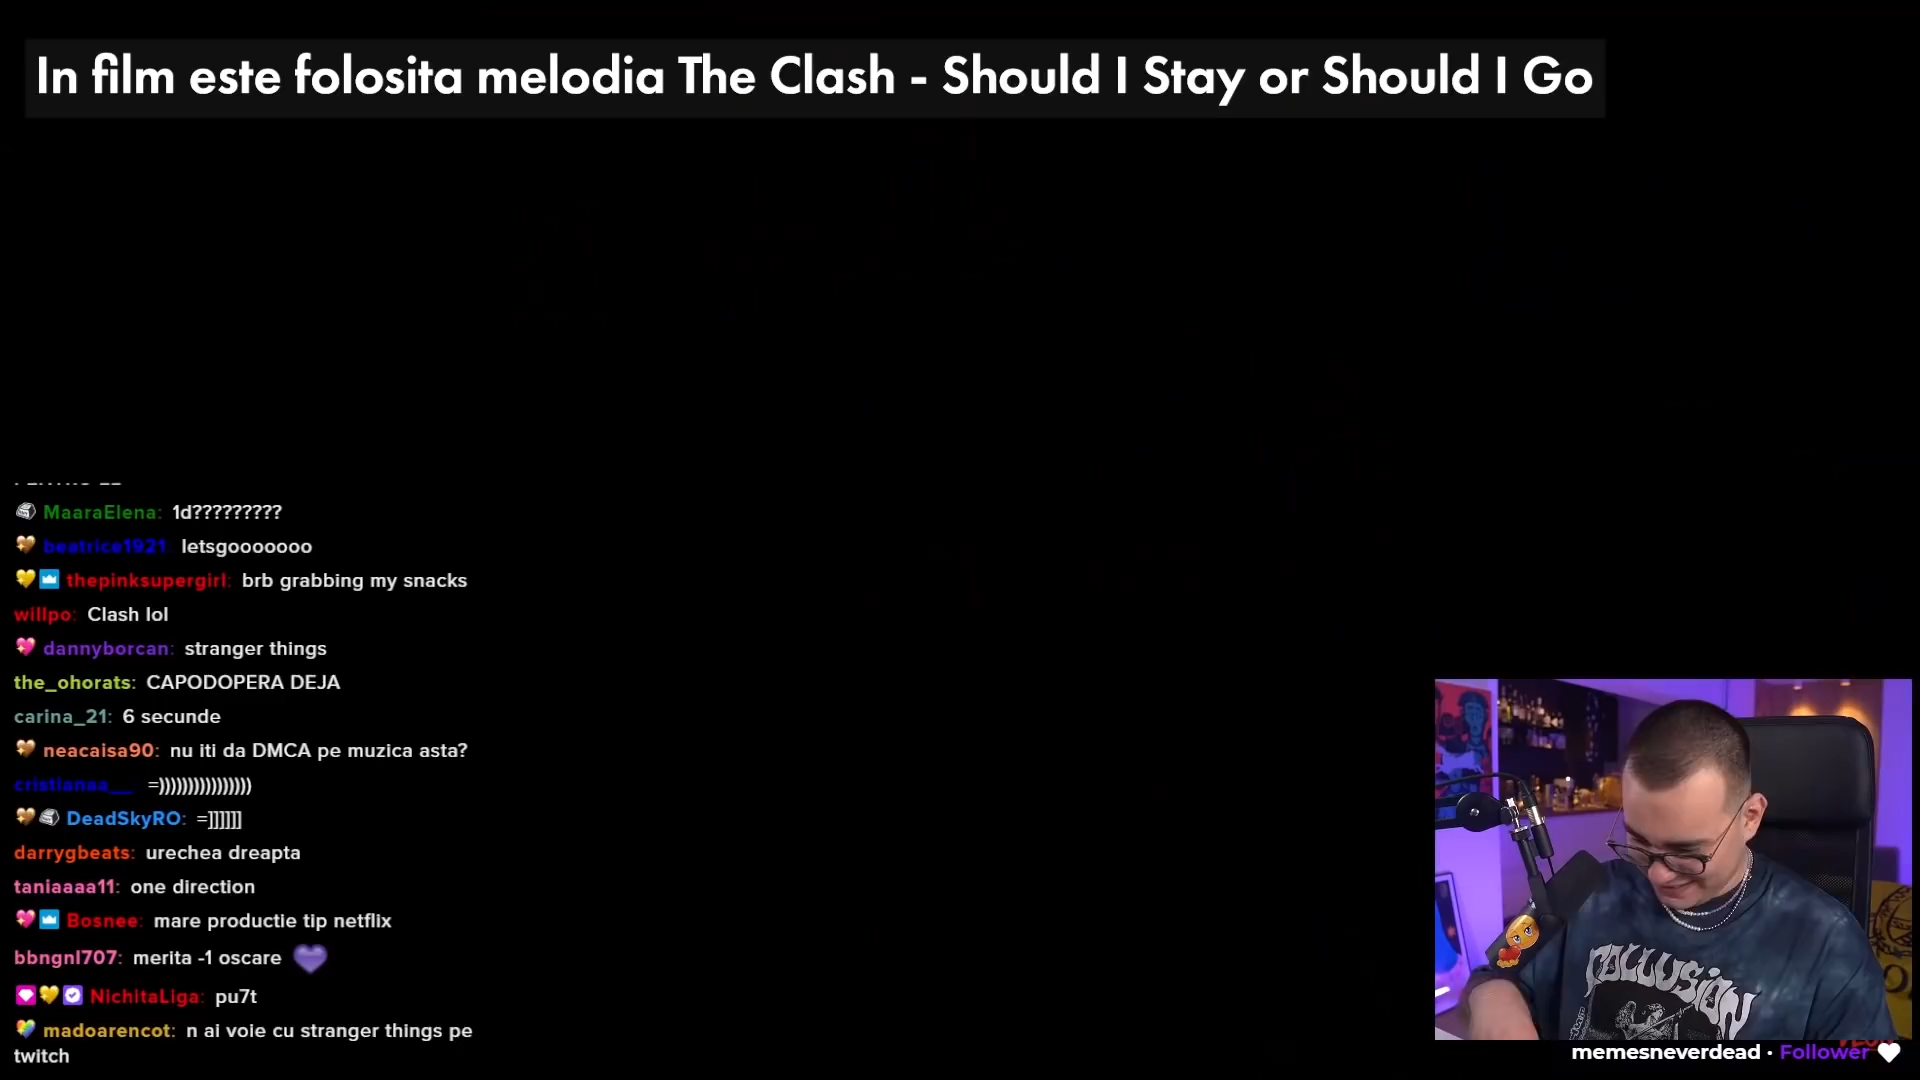 In film este folosita melodia The Clash - Should I Stay or Should I Go
MaaraElena: 1d?????????
beatrice1921: letsgooooooo
thepinksupergirl: brb grabbing my snacks
willpo: Clash lol
dannyborcan: stranger things
the_ohorats: CAPODOPERA DEJA
carina_21: 6 secunde
neacaisa90: nu iti da DMCA pe muzica asta?
cristianna__ =))))))))))))))))
DeadSkyRO: =]]]]]]
darrygbeats: urechea dreapta
taniaaaa11: one direction
Bosnee: mare productie tip netflix
bbngnl707: merita -1 oscare
NichitaLiga: pu7t
madoarencot: n ai voie cu stranger things pe
twitch
COLLUSION
memesneverdead · Follower